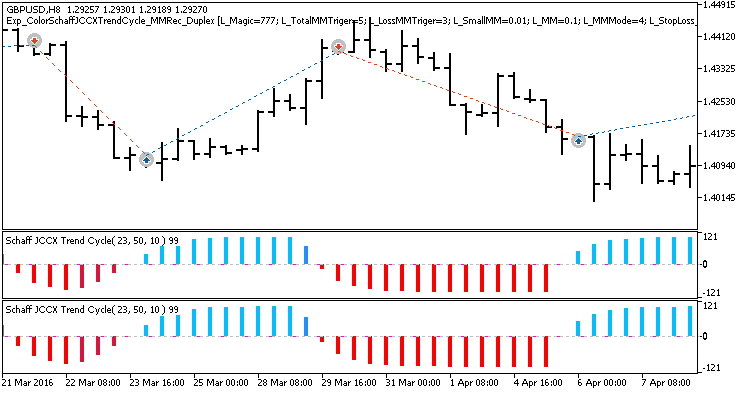 GBPUSD,H8 1.29257 1.29301 1.29189 1.29270
Exp_ColorSchaffJCCXTrendCycle_MMRec_Duplex [L_Magic=777; L_TotalMMTriger=5; L_LossMMTriger=3; L_SmallMM=0.01; L_MM=0.1; L_MMMode=4; L_StopLoss_
1.44915
1.44120
1.43325
1.42530
1.41735
1.40940
1.40145
Schaff JCCX Trend Cycle( 23, 50, 10 ) 99
121
0
-121
Schaff JCCX Trend Cycle( 23, 50, 10 ) 99
121
0
-121
21 Mar 2016
22 Mar 08:00
23 Mar 16:00
25 Mar 00:00
28 Mar 08:00
29 Mar 16:00
31 Mar 00:00
1 Apr 08:00
4 Apr 16:00
6 Apr 00:00
7 Apr 08:00